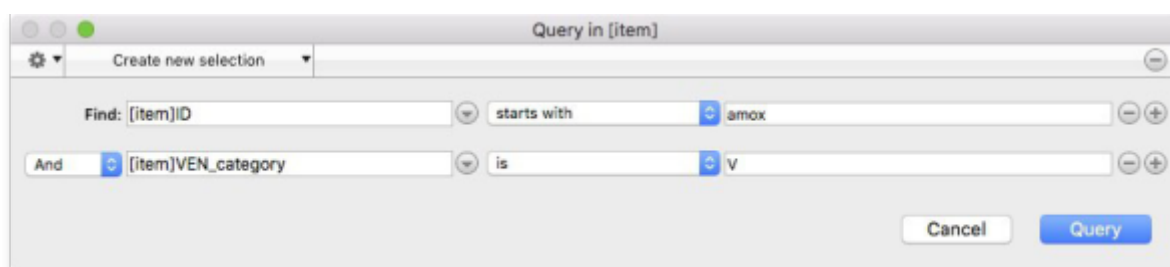 Query in [item]
Create new selection
Find: [item]ID starts with amox
And [item]VEN_category is V
Cancel Query